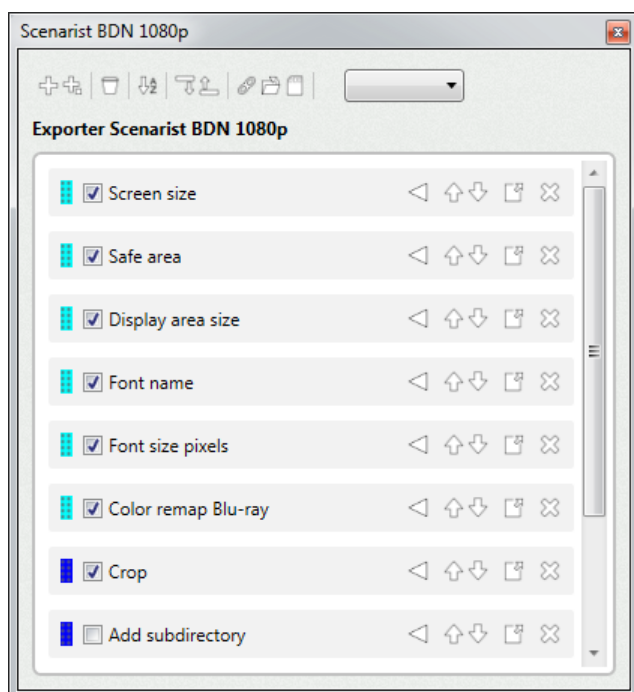 Scenarist BDN 1080p
Exporter Scenarist BDN 1080p
Screen size
Safe area
Display area size
Font name
Font size pixels
Color remap Blu-ray
Crop
Add subdirectory